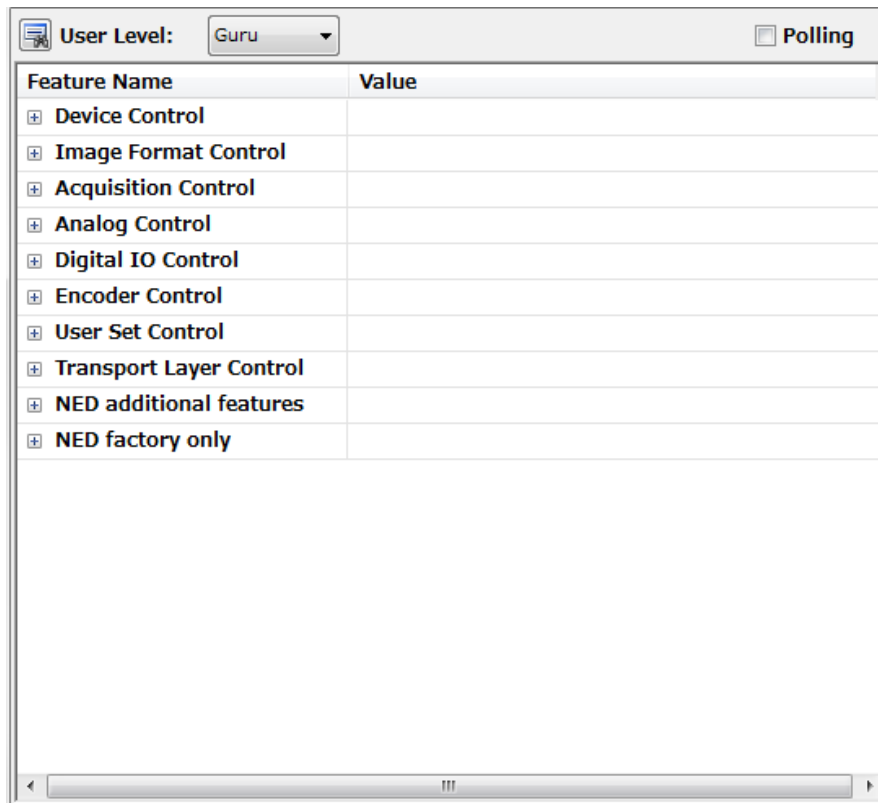 User Level: Guru Polling
Feature Name Value
Device Control
Image Format Control
Acquisition Control
Analog Control
Digital IO Control
Encoder Control
User Set Control
Transport Layer Control
NED additional features
NED factory only